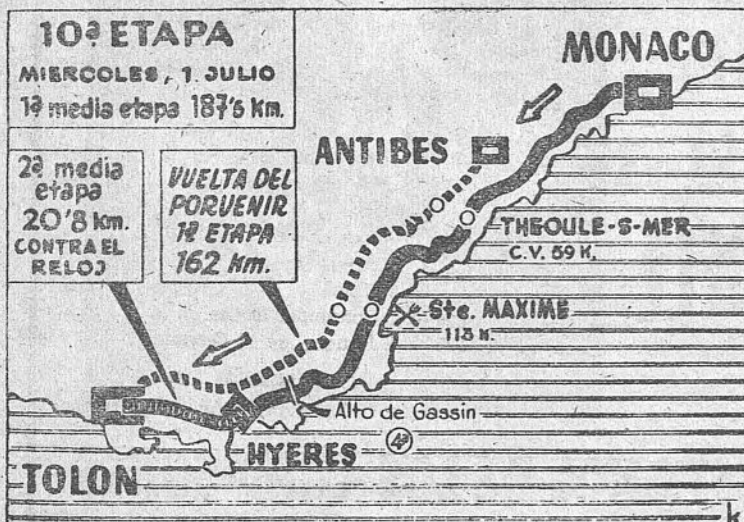 10ª ETAPA
MIERCOLES, 1. JULIO
1ª media etapa 187'5 Km.
2ª media
etapa
20'8 Km.
CONTRA EL
RELOJ
VUELTA DEL
PORVENIR
1ª ETAPA
162 Km.
MONACO
ANTIBES
THEOULE-S-MER
C.V. 59 K.
Ste. MAXIME
113 K.
Alto de Gassin
4ª
HYERES
TOLON